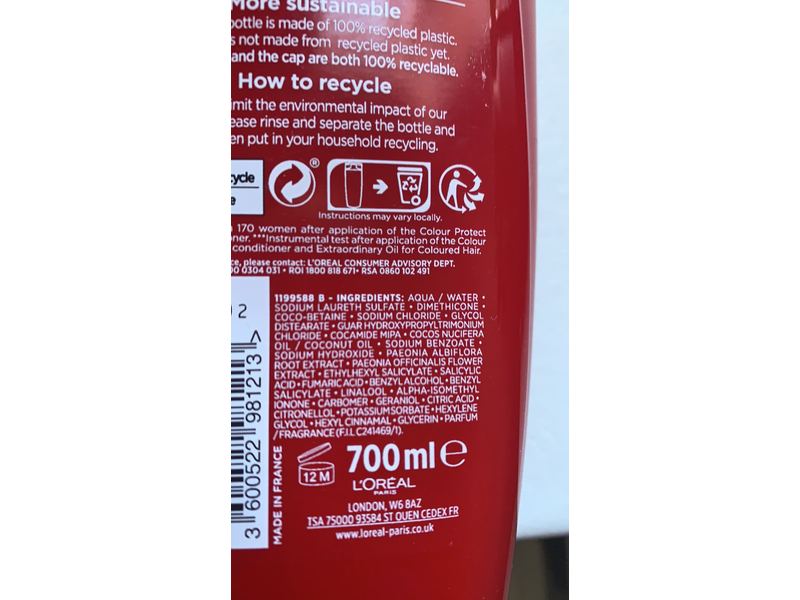 More sustainable
bottle is made of 100% recycled plastic.
s not made from recycled plastic yet.
and the cap are both 100% recyclable.
How to recycle
mit the environmental impact of our
ease rinse and separate the bottle and
en put in your household recycling.
cycle
e
®
Instructions may vary locally.
170 women after application of the Colour Protect
oner. ***Instrumental test after application of the Colour
conditioner and Extraordinary Oil for Coloured Hair.
ce, please contact: L'OREAL CONSUMER ADVISORY DEPT.
00 0304 031 • ROI 1800 818 671• RSA 0860 102 491
1199588 B - INGREDIENTS: AQUA / WATER •
SODIUM LAURETH SULFATE • DIMETHICONE •
COCO-BETAINE • SODIUM CHLORIDE • GLYCOL
DISTEARATE • GUAR HYDROXYPROPYLTRIMONIUM
CHLORIDE • COCAMIDE MIPA • COCOS NUCIFERA
OIL / COCONUT OIL • SODIUM BENZOATE •
SODIUM HYDROXIDE • PAEONIA ALBIFLORA
ROOT EXTRACT • PAEONIA OFFICINALIS FLOWER
EXTRACT • ETHYLHEXYL SALICYLATE • SALICYLIC
ACID • FUMARIC ACID • BENZYL ALCOHOL • BENZYL
SALICYLATE • LINALOOL • ALPHA-ISOMETHYL
IONONE • CARBOMER • GERANIOL • CITRIC ACID •
CITRONELLOL • POTASSIUM SORBATE • HEXYLENE
GLYCOL • HEXYL CINNAMAL • GLYCERIN • PARFUM
/ FRAGRANCE (F.I.L C241469/1).
2
3 600522 981213 >
MADE IN FRANCE
12 M
700 ml e
L'ORÉAL
PARIS
LONDON, W6 8AZ
TSA 75000 93584 ST OUEN CEDEX FR
www.loreal-paris.co.uk